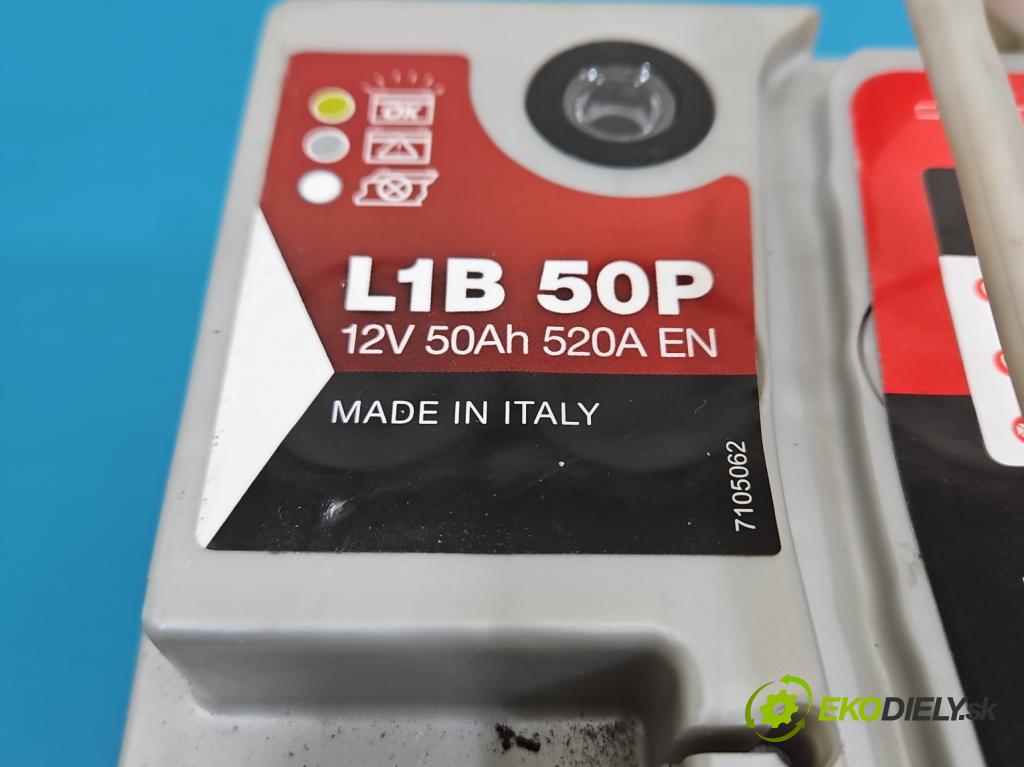 OK
L1B 50P
12V 50Ah 520A EN
MADE IN ITALY
7105062
EKODIELY.sk